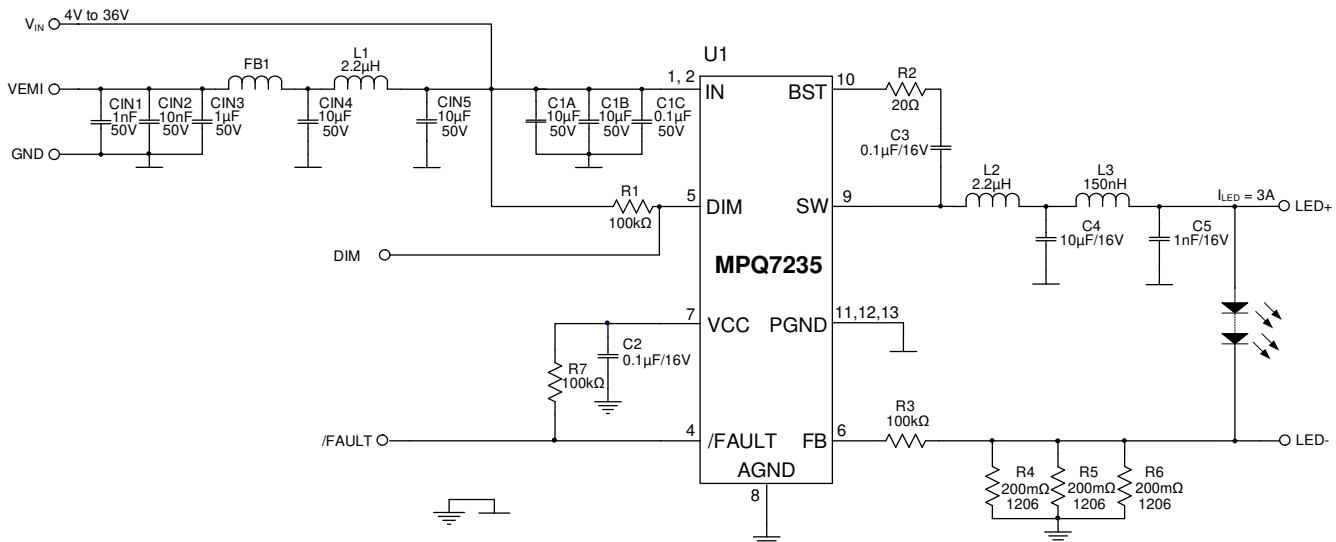 VIN 4V to 36V
VEMI
GND
CIN1
1nF
50V
CIN2
10nF
50V
CIN3
1µF
50V
FB1
CIN4
10µF
50V
L1
2.2µH
CIN5
10µF
50V
C1A
10µF
50V
C1B
10µF
50V
C1C
0.1µF
50V
R1
100kΩ
DIM
R7
100kΩ
C2
0.1µF/16V
/FAULT
U1
1, 2
IN
BST
10
5
DIM
SW
9
MPQ7235
7
VCC
PGND
11,12,13
4
/FAULT
FB
6
AGND
8
R2
20Ω
C3
0.1µF/16V
L2
2.2µH
L3
150nH
C4
10µF/16V
C5
1nF/16V
ILED = 3A
LED+
R3
100kΩ
LED-
R4
200mΩ
1206
R5
200mΩ
1206
R6
200mΩ
1206